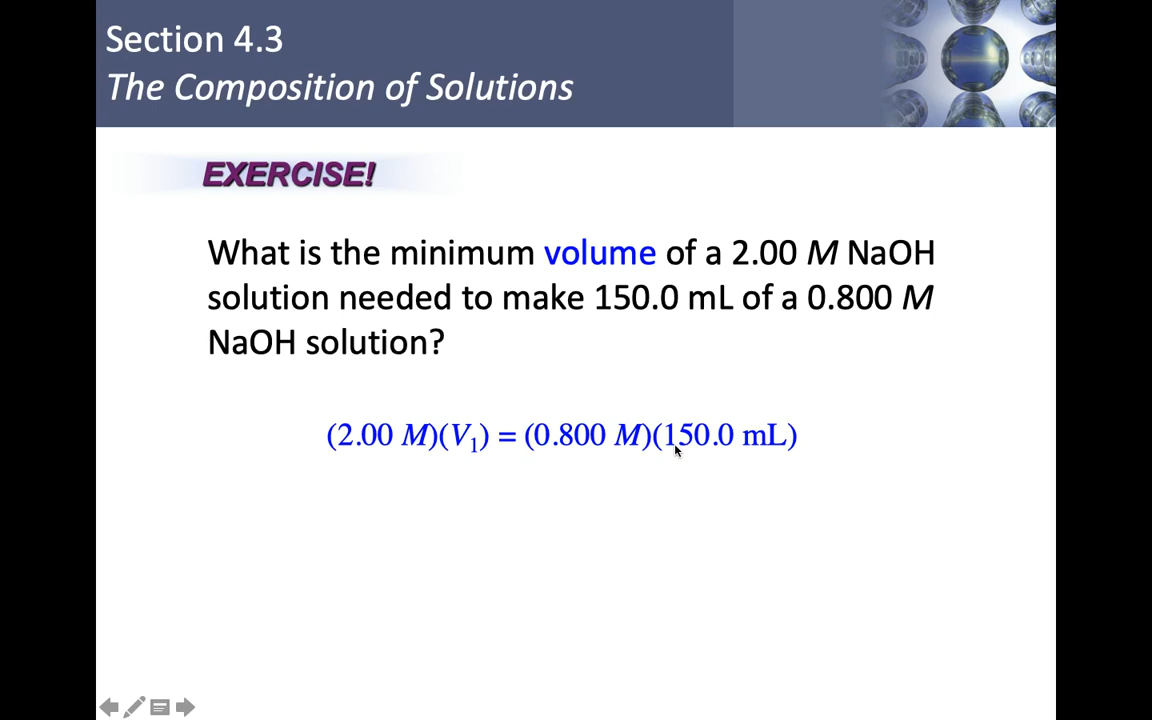 Section 4.3
The Composition of Solutions
EXERCISE!
What is the minimum volume of a 2.00 M NaOH
solution needed to make 150.0 mL of a 0.800 M
NaOH solution?
(2.00 M)(V₁) = (0.800 M)(150.0 mL)